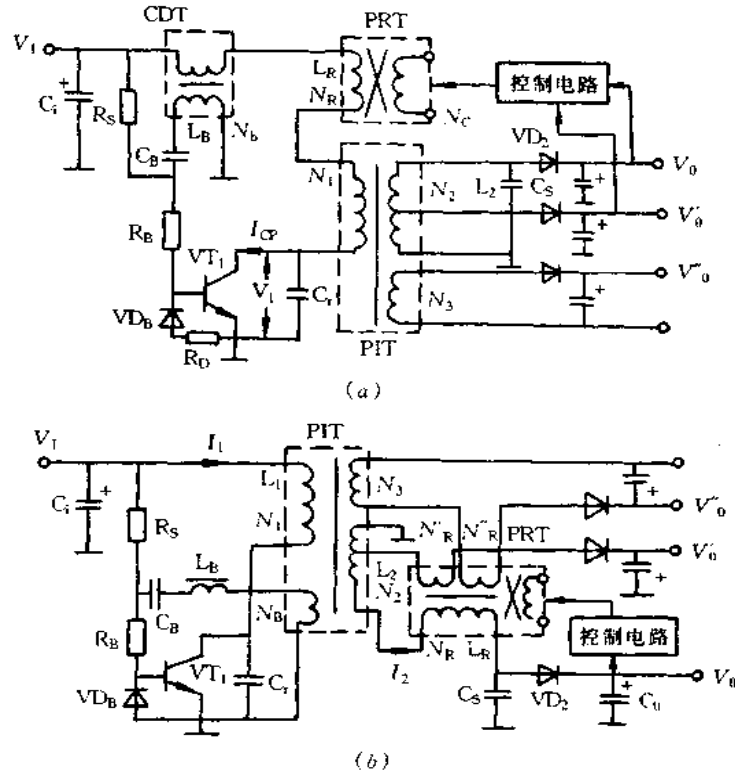 CDT
PRT
V_I
L_R
N_R
N_C
控制电路
C_i
R_S
L_B
N_b
C_B
VD_2
V_0
N_1
N_2
L_2
C_S
V'_0
R_B
I_CP
VT_1
V_1
C_r
N_3
V''_0
VD_B
R_D
PIT
(a)
V_I
I_1
PIT
C_i
L_1
N_1
N_3
R_S
N''_R
N''_R
PRT
V''_0
V'_0
L_B
C_B
N_B
L_2
N_2
R_B
VT_1
C_r
VD_B
N_R
L_R
I_2
控制电路
C_S
VD_2
C_0
V_0
(b)